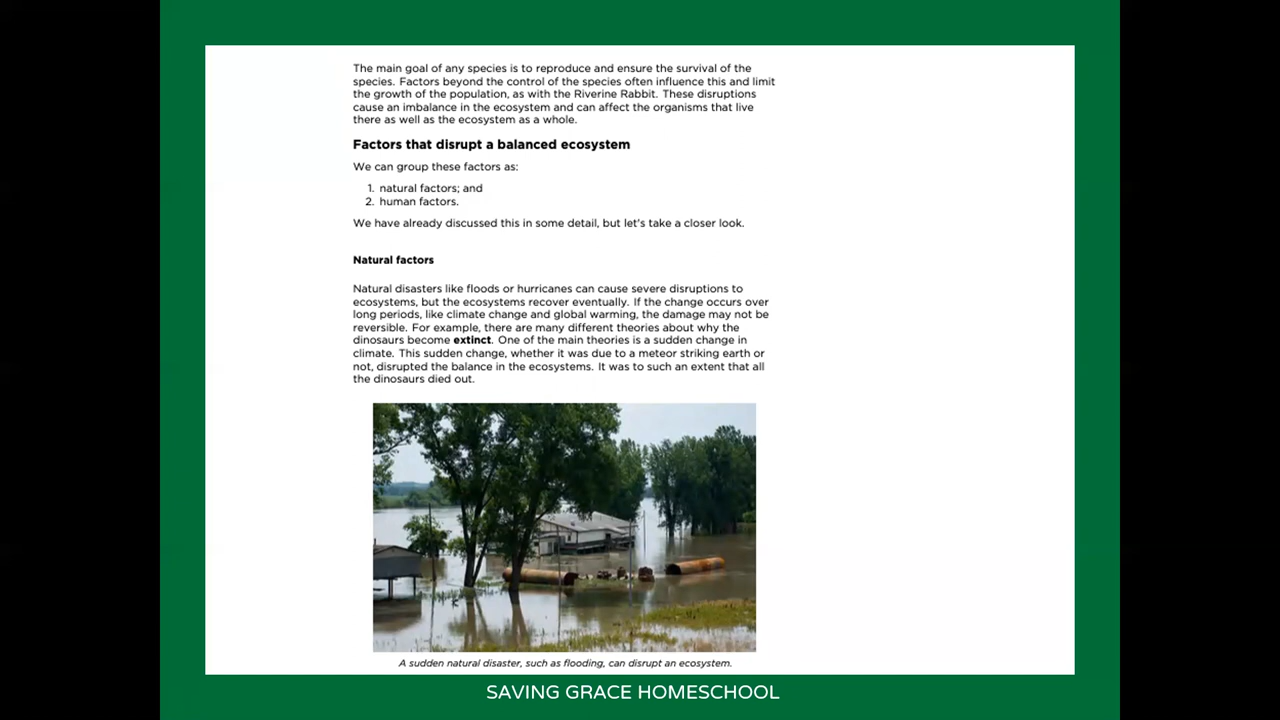 The main goal of any species is to reproduce and ensure the survival of the
species. Factors beyond the control of the species often influence this and limit
the growth of the population, as with the Riverine Rabbit. These disruptions
cause an imbalance in the ecosystem and can affect the organisms that live
there as well as the ecosystem as a whole.
Factors that disrupt a balanced ecosystem
We can group these factors as:
1. natural factors; and
2. human factors.
We have already discussed this in some detail, but let's take a closer look.
Natural factors
Natural disasters like floods or hurricanes can cause severe disruptions to
ecosystems, but the ecosystems recover eventually. If the change occurs over
long periods, like climate change and global warming, the damage may not be
reversible. For example, there are many different theories about why the
dinosaurs become extinct. One of the main theories is a sudden change in
climate. This sudden change, whether it was due to a meteor striking earth or
not, disrupted the balance in the ecosystems. It was to such an extent that all
the dinosaurs died out.
A sudden natural disaster, such as flooding, can disrupt an ecosystem.
SAVING GRACE HOMESCHOOL